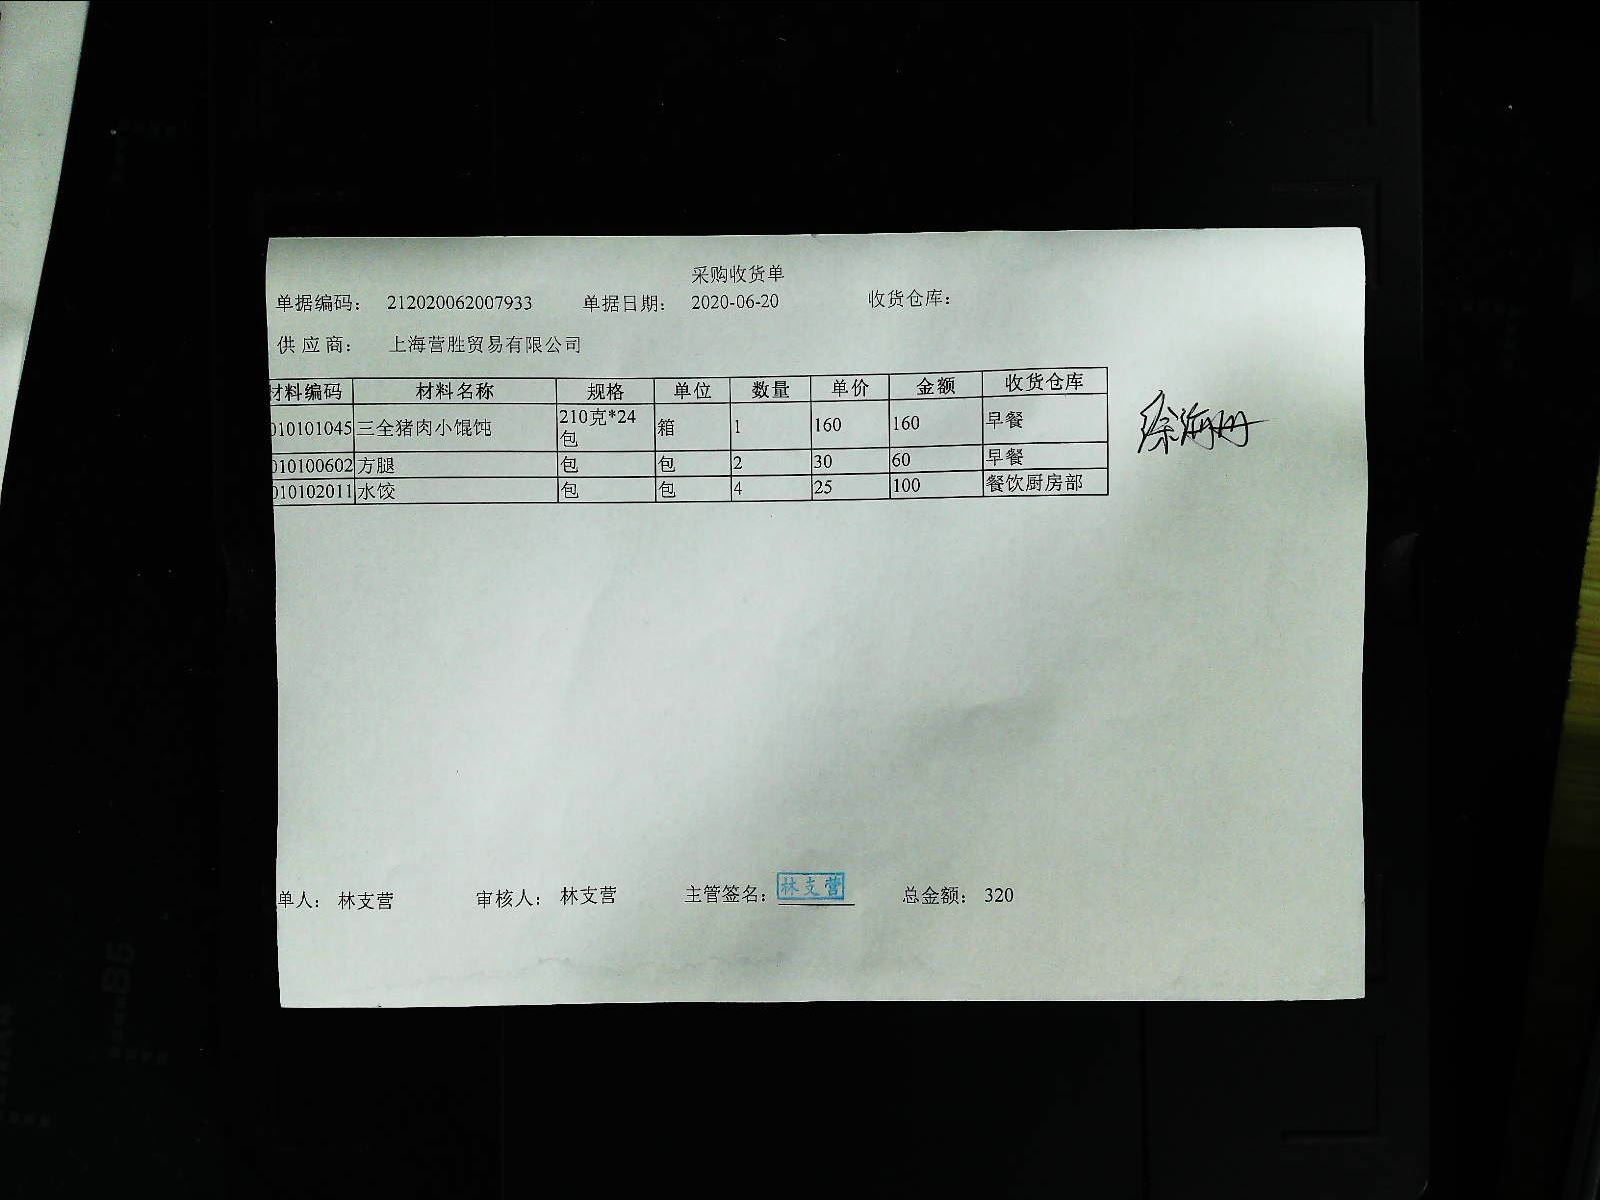 采购收货单
单据编码： 212020062007933 单据日期： 2020-06-20 收货仓库：
供应商： 上海营胜贸易有限公司
材料编码 材料名称 规格 单位 数量 单价 金额 收货仓库
010101045 三全猪肉小馄饨 210克*24包 箱 1 160 160 早餐
010100602 方腿 包 包 2 30 60 早餐
010102011 水饺 包 包 4 25 100 餐饮厨房部
单人： 林支营 审核人： 林支营 主管签名： 林支营 总金额： 320
B5